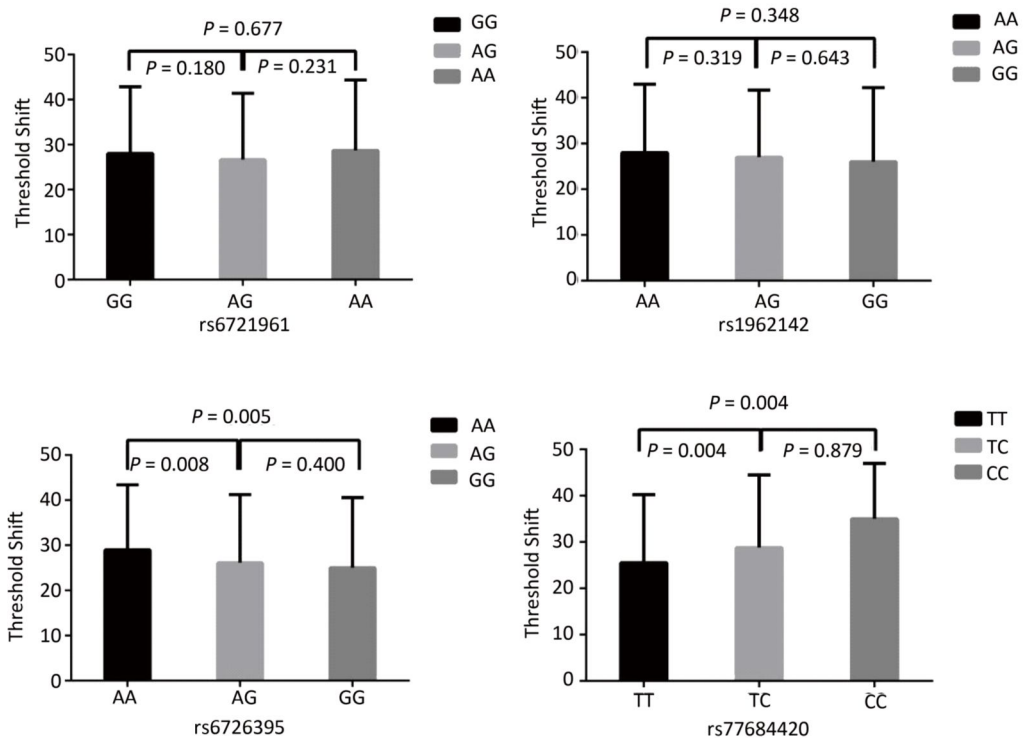 P = 0.677
GG
AG
AA
P = 0.180
P = 0.231
50
40
30
20
10
0
Threshold Shift
GG
AG
AA
rs6721961
P = 0.348
AA
AG
GG
P = 0.319
P = 0.643
50
40
30
20
10
0
Threshold Shift
AA
AG
GG
rs1962142
P = 0.005
AA
AG
GG
P = 0.008
P = 0.400
50
40
30
20
10
0
Threshold Shift
AA
AG
GG
rs6726395
P = 0.004
TT
TC
CC
P = 0.004
P = 0.879
50
40
30
20
10
0
Threshold Shift
TT
TC
CC
rs77684420